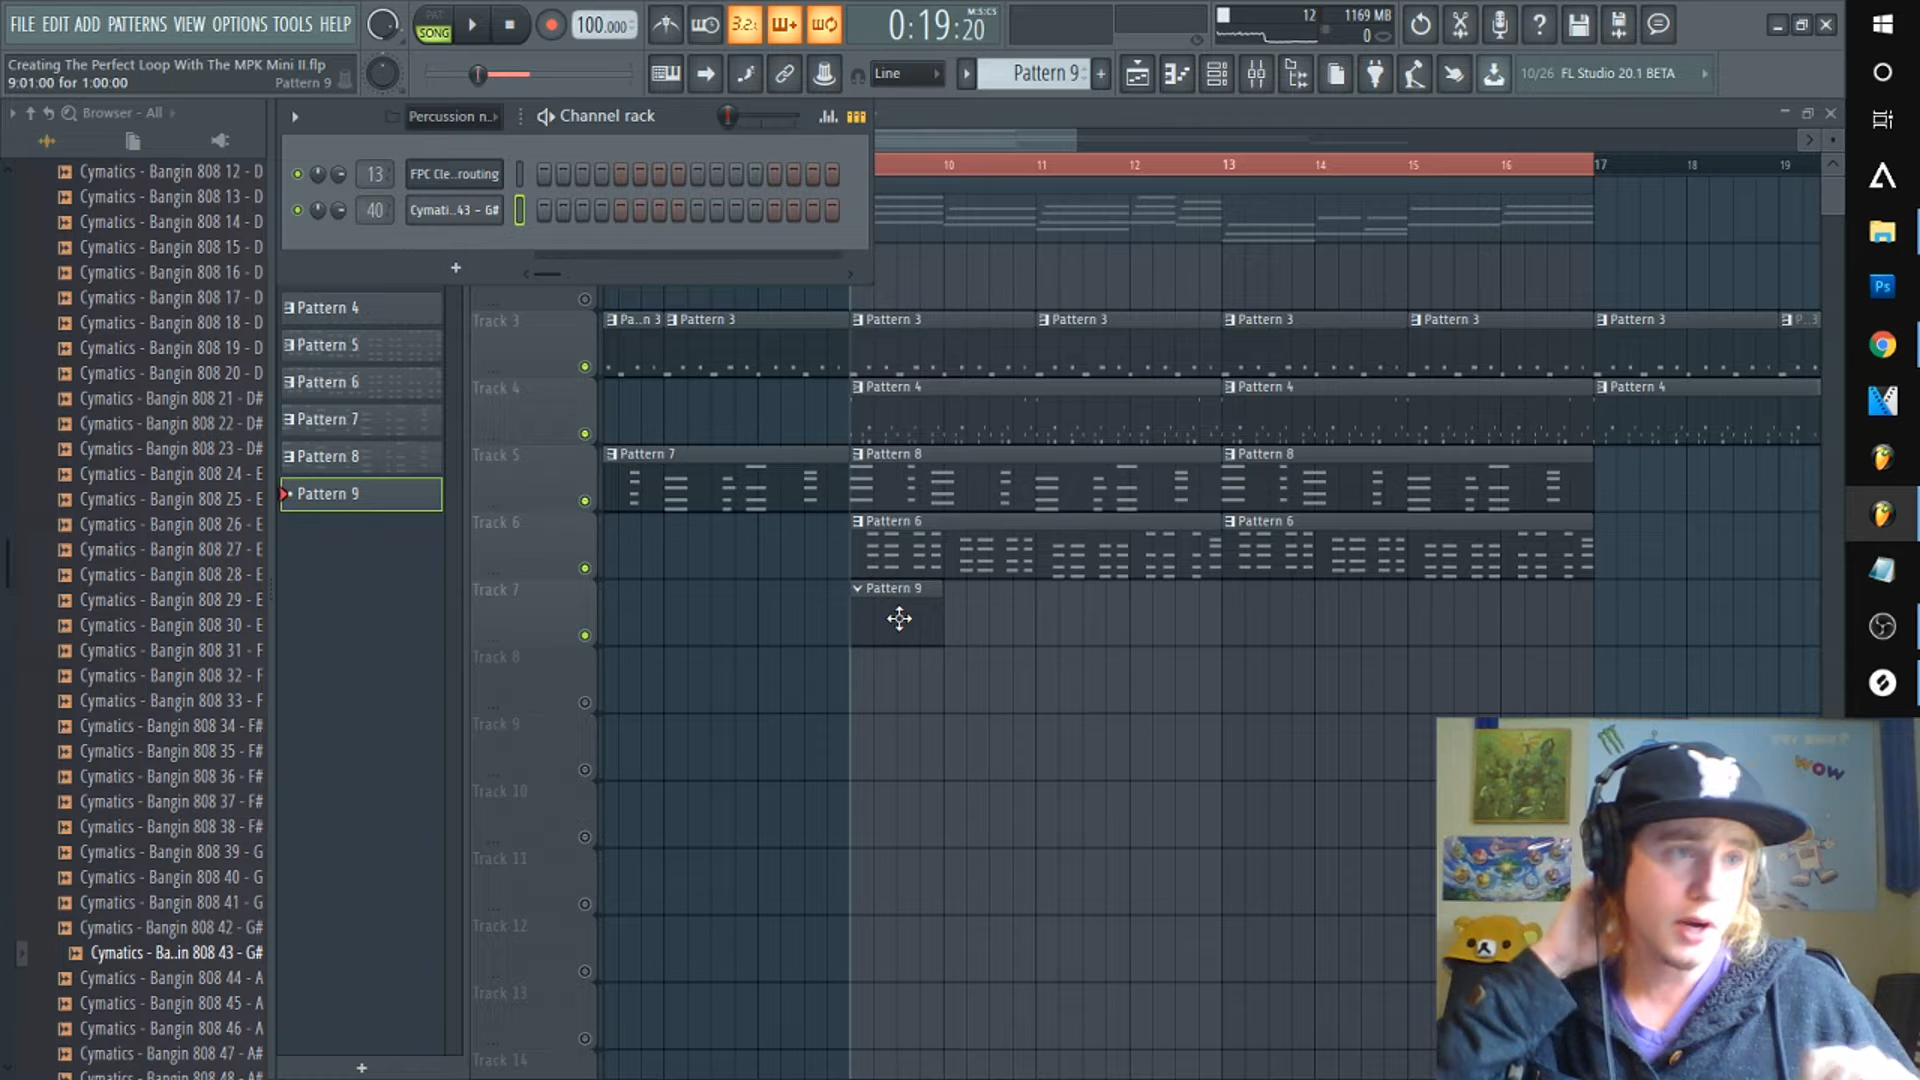 FILE EDIT ADD PATTERNS VIEW OPTIONS TOOLS HELP
PAT
SONG
100.000
3.2.:
0:19:20
M:S:CS
12
1169 MB
0
Creating The Perfect Loop With The MPK Mini II.flp
9:01:00 for 1:00:00
Pattern 9
Line
Pattern 9
10/26 FL Studio 20.1 BETA
Browser - All
Percussion n..
Channel rack
13
FPC Cle..routing
40
Cymati..43 - G#
10 11 12 13 14 15 16 17 18 19
Cymatics - Bangin 808 12 - D
Cymatics - Bangin 808 13 - D
Cymatics - Bangin 808 14 - D
Cymatics - Bangin 808 15 - D
Cymatics - Bangin 808 16 - D
Cymatics - Bangin 808 17 - D
Cymatics - Bangin 808 18 - D
Cymatics - Bangin 808 19 - D
Cymatics - Bangin 808 20 - D
Cymatics - Bangin 808 21 - D#
Cymatics - Bangin 808 22 - D#
Cymatics - Bangin 808 23 - D#
Cymatics - Bangin 808 24 - E
Cymatics - Bangin 808 25 - E
Cymatics - Bangin 808 26 - E
Cymatics - Bangin 808 27 - E
Cymatics - Bangin 808 28 - E
Cymatics - Bangin 808 29 - E
Cymatics - Bangin 808 30 - E
Cymatics - Bangin 808 31 - F
Cymatics - Bangin 808 32 - F
Cymatics - Bangin 808 33 - F
Cymatics - Bangin 808 34 - F#
Cymatics - Bangin 808 35 - F#
Cymatics - Bangin 808 36 - F#
Cymatics - Bangin 808 37 - F#
Cymatics - Bangin 808 38 - F#
Cymatics - Bangin 808 39 - G
Cymatics - Bangin 808 40 - G
Cymatics - Bangin 808 41 - G
Cymatics - Bangin 808 42 - G#
Cymatics - Ba..in 808 43 - G#
Cymatics - Bangin 808 44 - A
Cymatics - Bangin 808 45 - A
Cymatics - Bangin 808 46 - A
Cymatics - Bangin 808 47 - A#
Cymatics - Bangin 808 48 - A#
Pattern 4
Pattern 5
Pattern 6
Pattern 7
Pattern 8
Pattern 9
Track 3
Pa..n 3 Pattern 3 Pattern 3 Pattern 3 Pattern 3 Pattern 3 Pattern 3 P..3
Track 4
Pattern 4 Pattern 4 Pattern 4
Track 5
Pattern 7 Pattern 8 Pattern 8
Track 6
Pattern 6 Pattern 6
Track 7
Pattern 9
Track 8
Track 9
Track 10
Track 11
Track 12
Track 13
Track 14
Ps
WOW